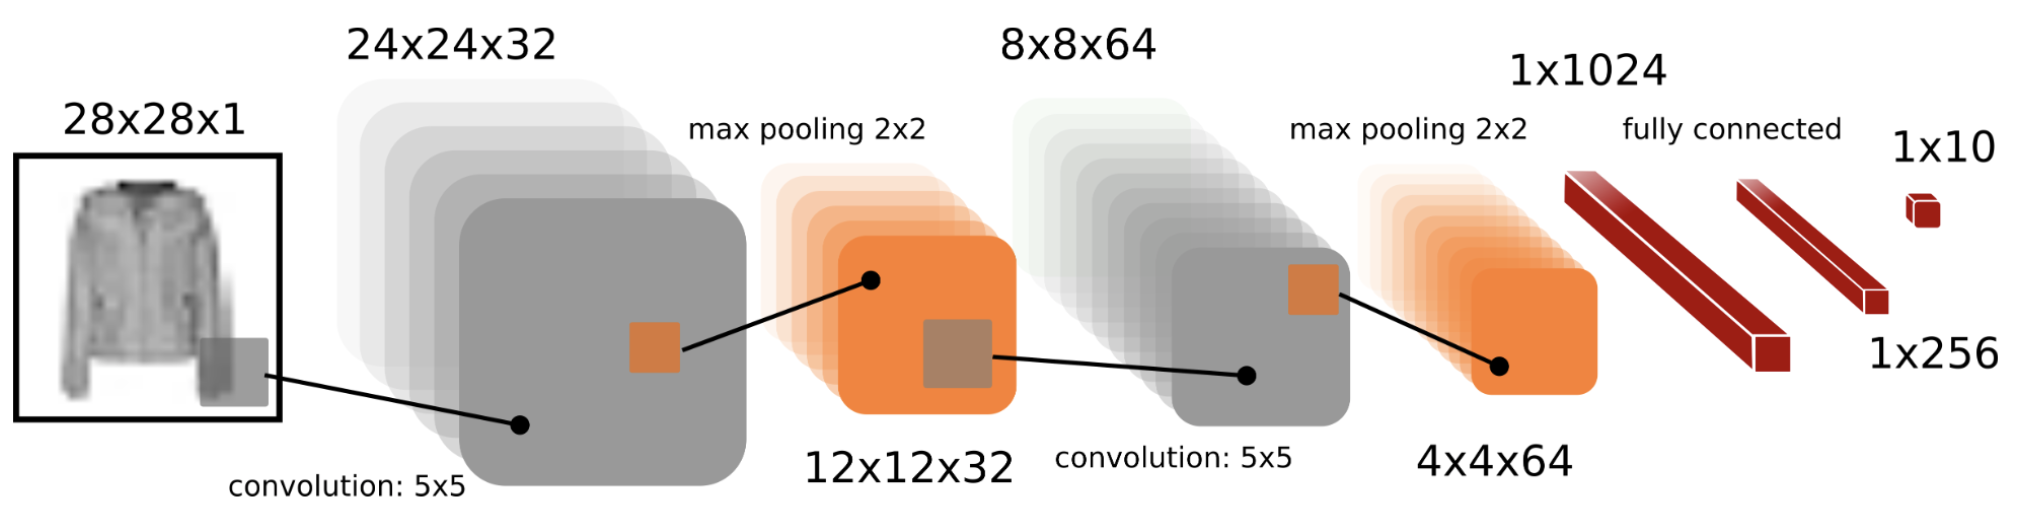 28x28x1
convolution: 5x5
24x24x32
max pooling 2x2
12x12x32
convolution: 5x5
8x8x64
max pooling 2x2
4x4x64
1x1024
fully connected
1x256
1x10